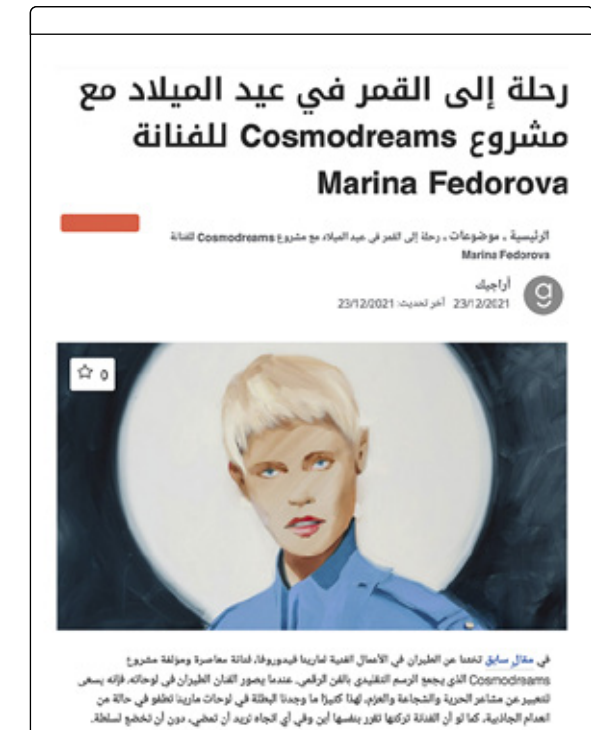 رحلة إلى القمر في عيد الميلاد مع
مشروع Cosmodreams للفنانة
Marina Fedorova
الرئيسية ، موضوعات ، رحلة إلى القمر في عيد الميلاد مع مشروع Cosmodreams للفنانة
Marina Fedorova
أراجيك
23/12/2021 آخر تحديث: 23/12/2021
0
في مقال سابق تحدثنا عن الطيران في الأعمال الفنية لمارينا فيدوروفا، فنانة معاصرة ومؤلفة مشروع
Cosmodreams الذي يجمع الرسم التقليدي بالفن الرقمي. عندما يصور الفنان الطيران في لوحاته، فإنه يسعى
للتعبير عن مشاعر الحرية والشجاعة والعزم، لهذا كثيرًا ما وجدنا البطلة في لوحات مارينا تطفو في حالة من
انعدام الجاذبية، كما لو أن الفنانة تركتها تقرر بنفسها أين وفي أي اتجاه تريد أن تمضي، دون أن تخضع لسلطة.